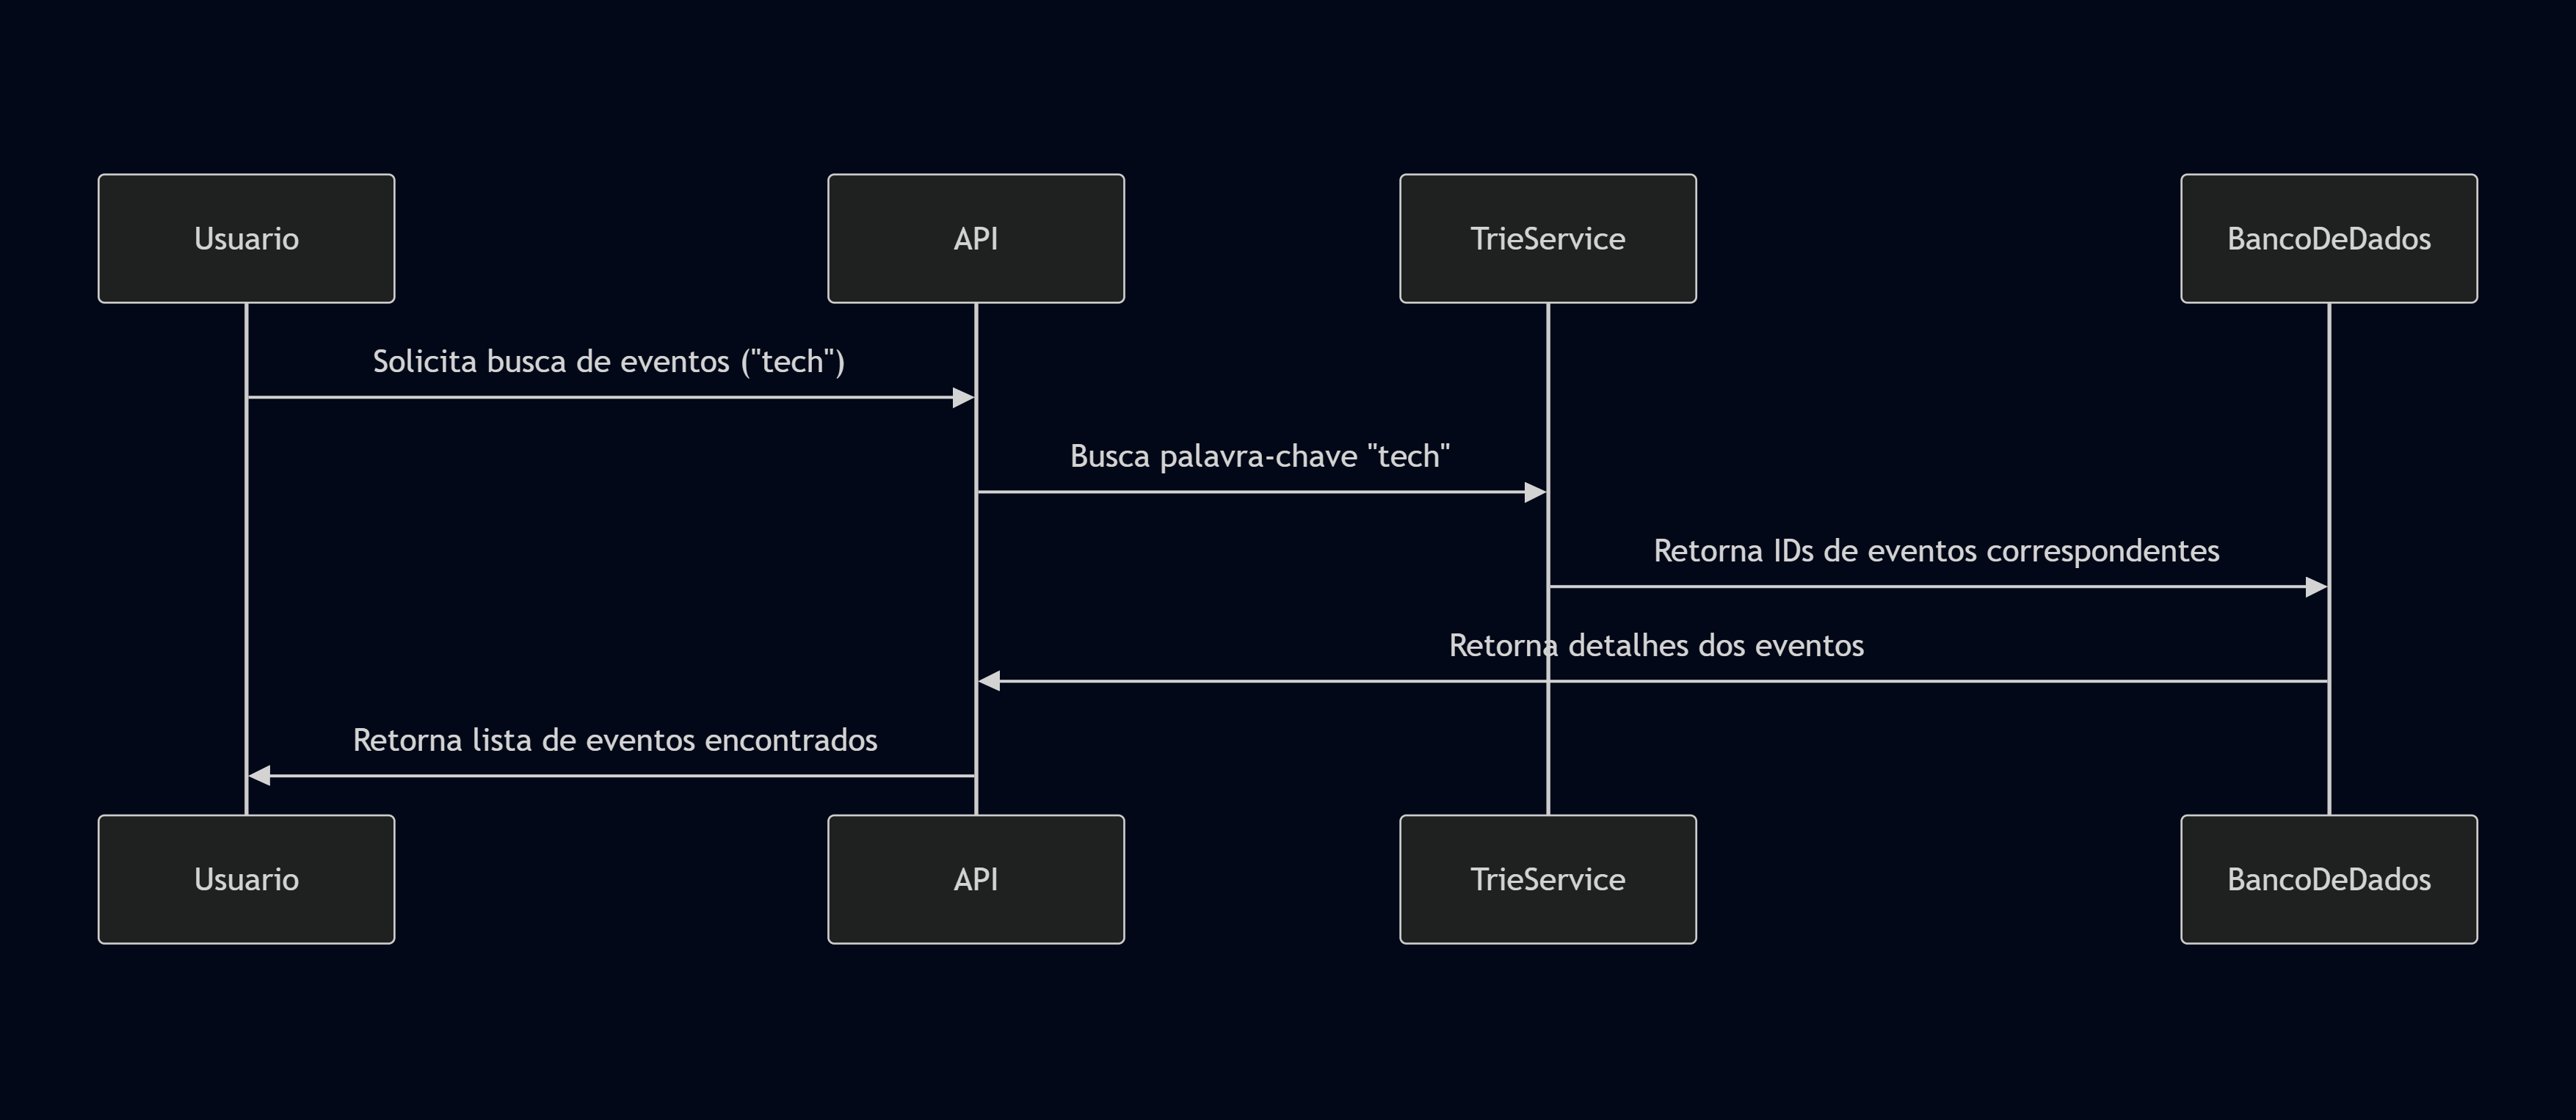 Usuario
API
TrieService
BancoDeDados
Solicita busca de eventos ("tech")
Busca palavra-chave "tech"
Retorna IDs de eventos correspondentes
Retorna detalhes dos eventos
Retorna lista de eventos encontrados
Usuario
API
TrieService
BancoDeDados